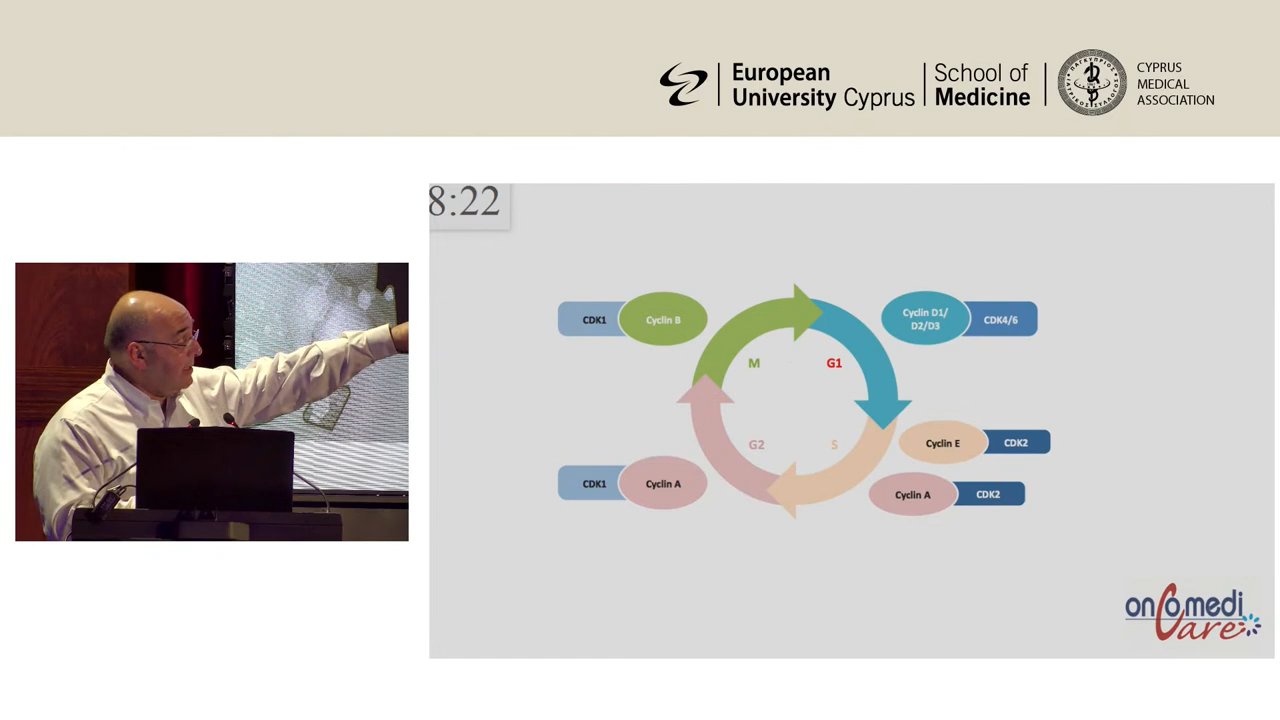 European
University Cyprus
School of
Medicine
CYPRUS
MEDICAL
ASSOCIATION
8:22
CDK1
Cyclin B
Cyclin D1/
D2/D3
CDK4/6
M
G1
G2
S
Cyclin E
CDK2
CDK1
Cyclin A
Cyclin A
CDK2
oncomedi
Care